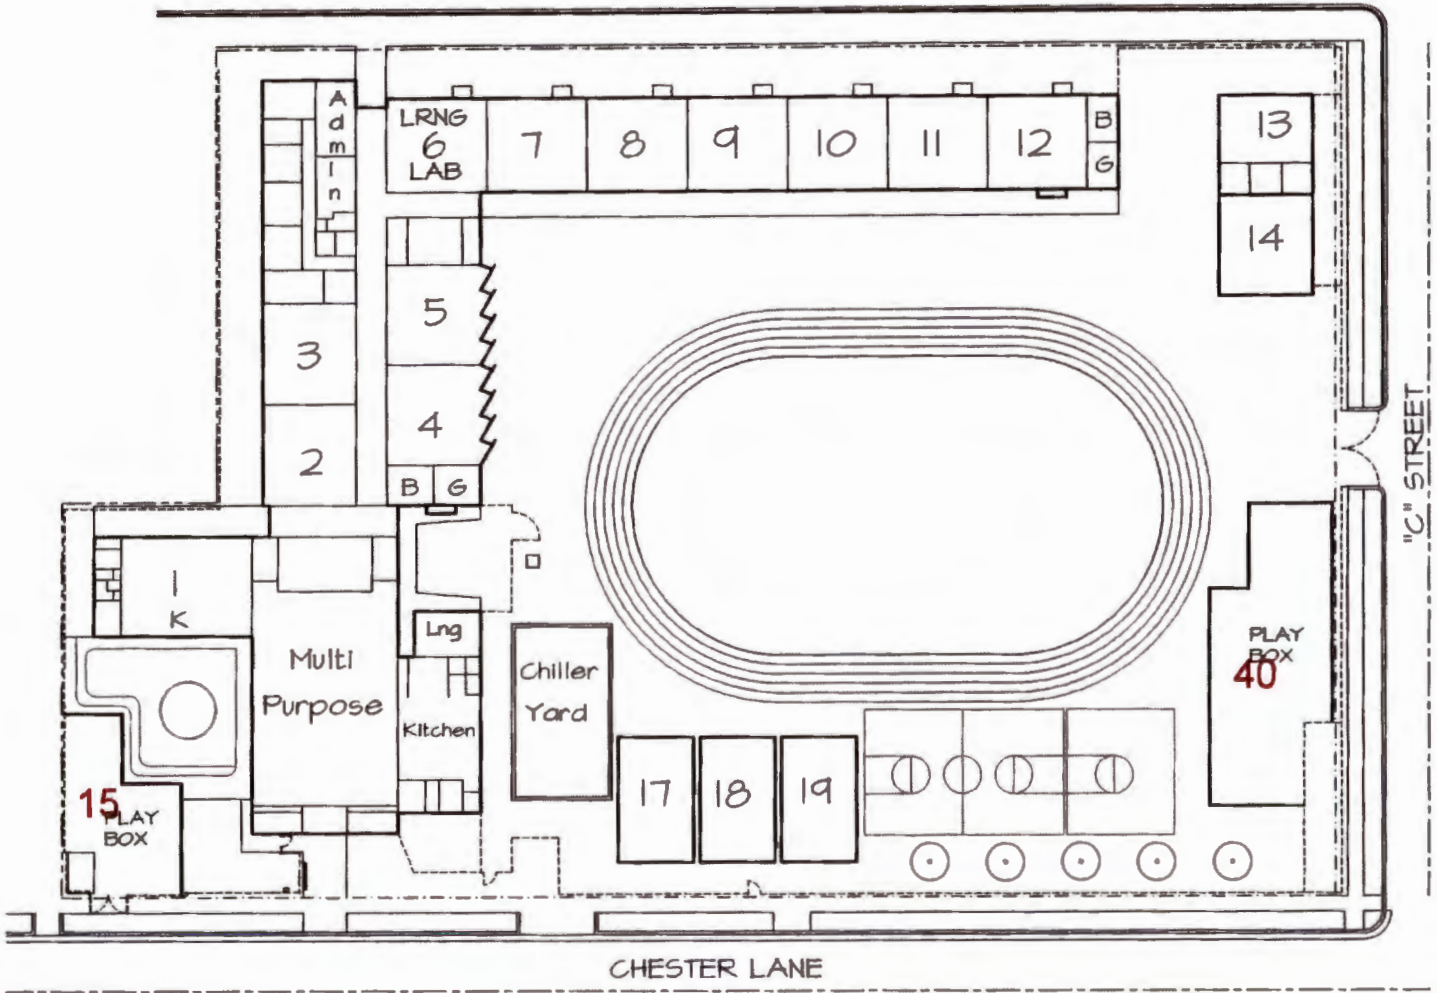 A
d
m
I
n
LRNG
6
LAB
7
8
9
10
11
12
B
G
13
14
5
3
4
2
B G
1
K
Lng
Multi
Purpose
Kitchen
Chiller
Yard
17
18
19
15
PLAY
BOX
PLAY
BOX
40
"C" STREET
CHESTER LANE